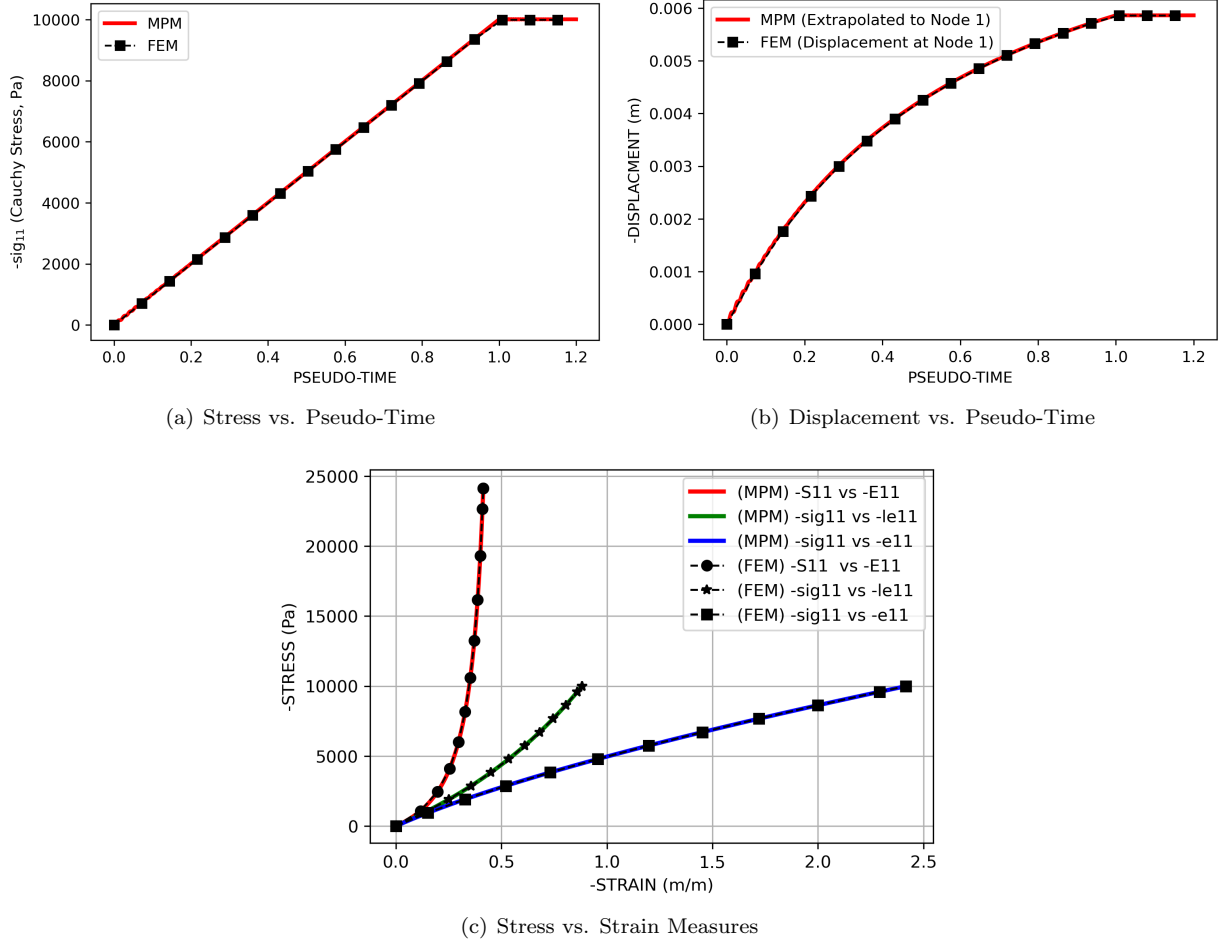 10000
8000
6000
4000
2000
0
-sig11 (Cauchy Stress, Pa)
MPM
FEM
0.0 0.2 0.4 0.6 0.8 1.0 1.2
PSEUDO-TIME
(a) Stress vs. Pseudo-Time
0.006
0.005
0.004
0.003
0.002
0.001
0.000
-DISPLACMENT (m)
MPM (Extrapolated to Node 1)
FEM (Displacement at Node 1)
0.0 0.2 0.4 0.6 0.8 1.0 1.2
PSEUDO-TIME
(b) Displacement vs. Pseudo-Time
25000
20000
15000
10000
5000
0
-STRESS (Pa)
(MPM) -S11 vs -E11
(MPM) -sig11 vs -le11
(MPM) -sig11 vs -e11
(FEM) -S11 vs -E11
(FEM) -sig11 vs -le11
(FEM) -sig11 vs -e11
0.0 0.5 1.0 1.5 2.0 2.5
-STRAIN (m/m)
(c) Stress vs. Strain Measures